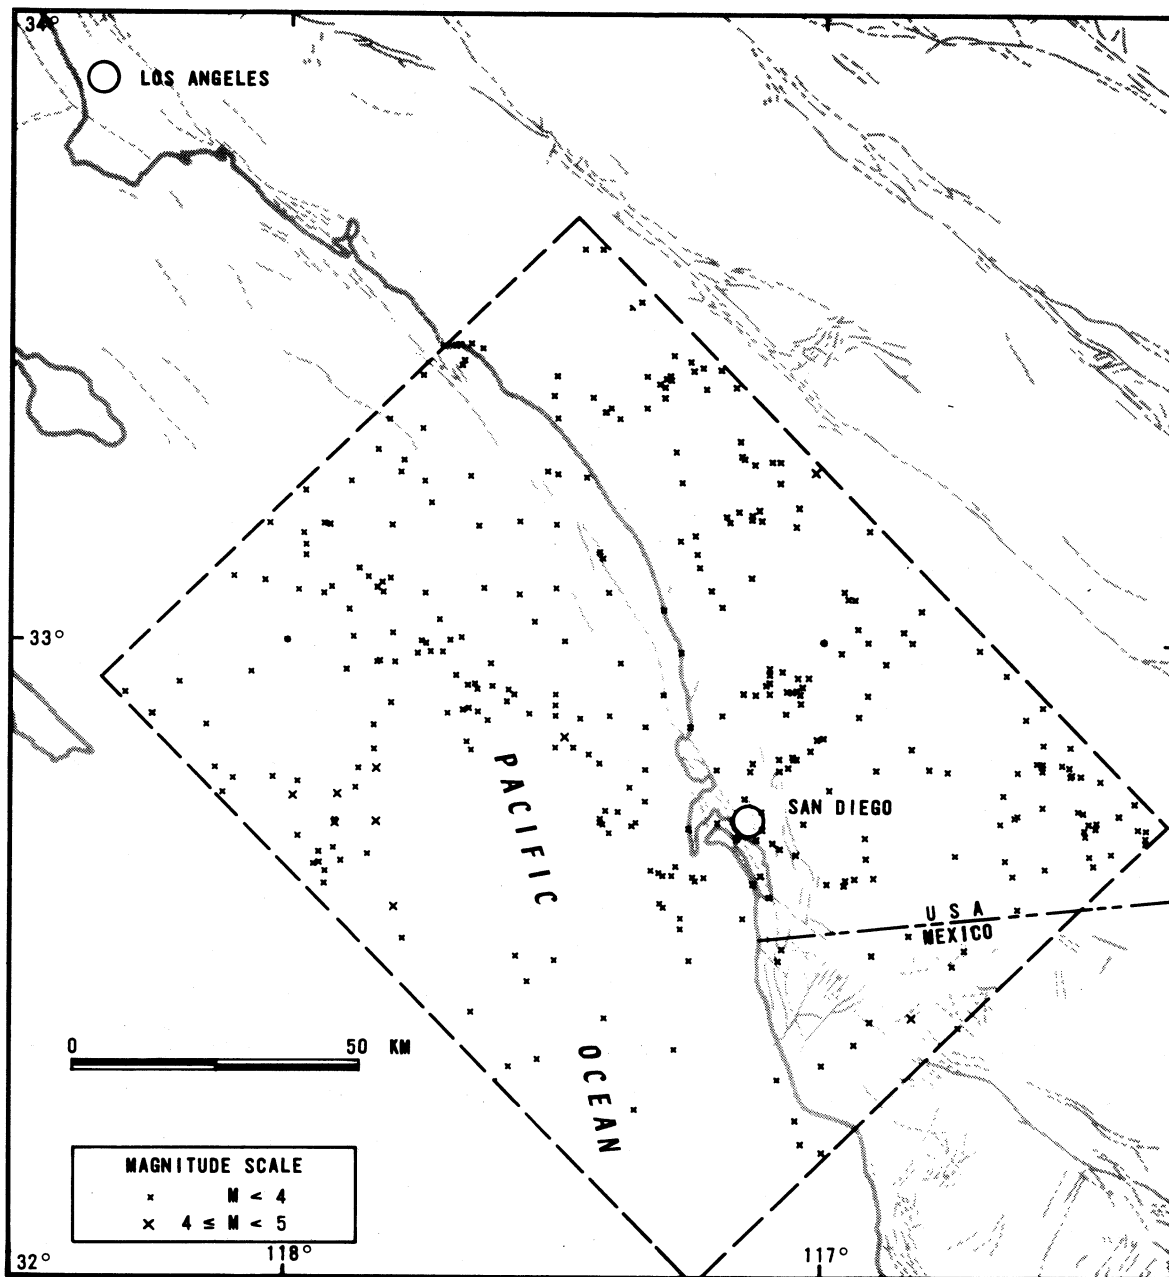 34°
LOS ANGELES
33°
PACIFIC
SAN DIEGO
USA
MEXICO
0 50 KM
OCEAN
MAGNITUDE SCALE
x M < 4
x 4 ≤ M < 5
32°
118°
117°